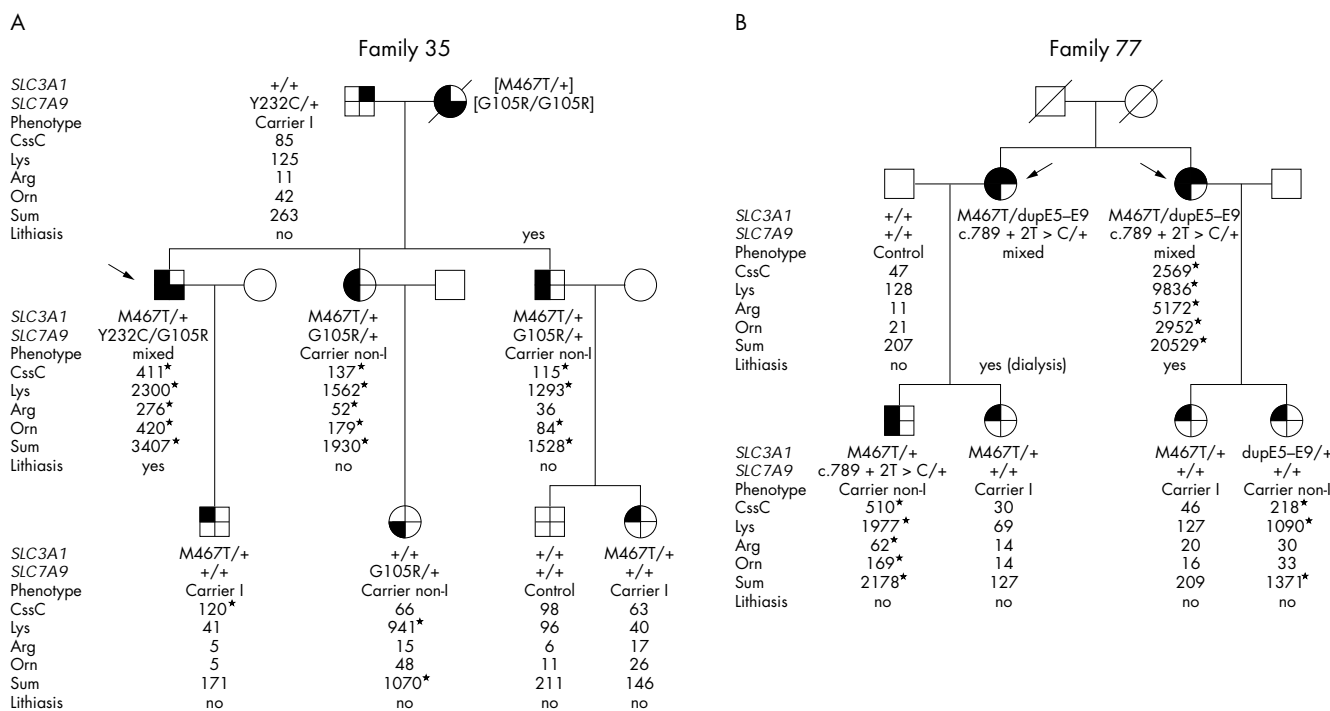 A
Family 35
SLC3A1 +/+ [M467T/+]
SLC7A9 Y232C/+ [G105R/G105R]
Phenotype Carrier I
CssC 85
Lys 125
Arg 11
Orn 42
Sum 263
Lithiasis no yes
SLC3A1 M467T/+ M467T/+ M467T/+
SLC7A9 Y232C/G105R G105R/+ G105R/+
Phenotype mixed Carrier non-I Carrier non-I
CssC 411★ 137★ 115★
Lys 2300★ 1562★ 1293★
Arg 276★ 52★ 36
Orn 420★ 179★ 84★
Sum 3407★ 1930★ 1528★
Lithiasis yes no no
SLC3A1 M467T/+ +/+ +/+ M467T/+
SLC7A9 +/+ G105R/+ +/+ +/+
Phenotype Carrier I Carrier non-I Control Carrier I
CssC 120★ 66 98 63
Lys 41 941★ 96 40
Arg 5 15 6 17
Orn 5 48 11 26
Sum 171 1070★ 211 146
Lithiasis no no no no
B
Family 77
SLC3A1 +/+ M467T/dupE5–E9 M467T/dupE5–E9
SLC7A9 +/+ c.789 + 2T > C/+ c.789 + 2T > C/+
Phenotype Control mixed mixed
CssC 47 2569★
Lys 128 9836★
Arg 11 5172★
Orn 21 2952★
Sum 207 20529★
Lithiasis no yes (dialysis) yes
SLC3A1 M467T/+ M467T/+ M467T/+ dupE5–E9/+
SLC7A9 c.789 + 2T > C/+ +/+ +/+ +/+
Phenotype Carrier non-I Carrier I Carrier I Carrier non-I
CssC 510★ 30 46 218★
Lys 1977★ 69 127 1090★
Arg 62★ 14 20 30
Orn 169★ 14 16 33
Sum 2178★ 127 209 1371★
Lithiasis no no no no